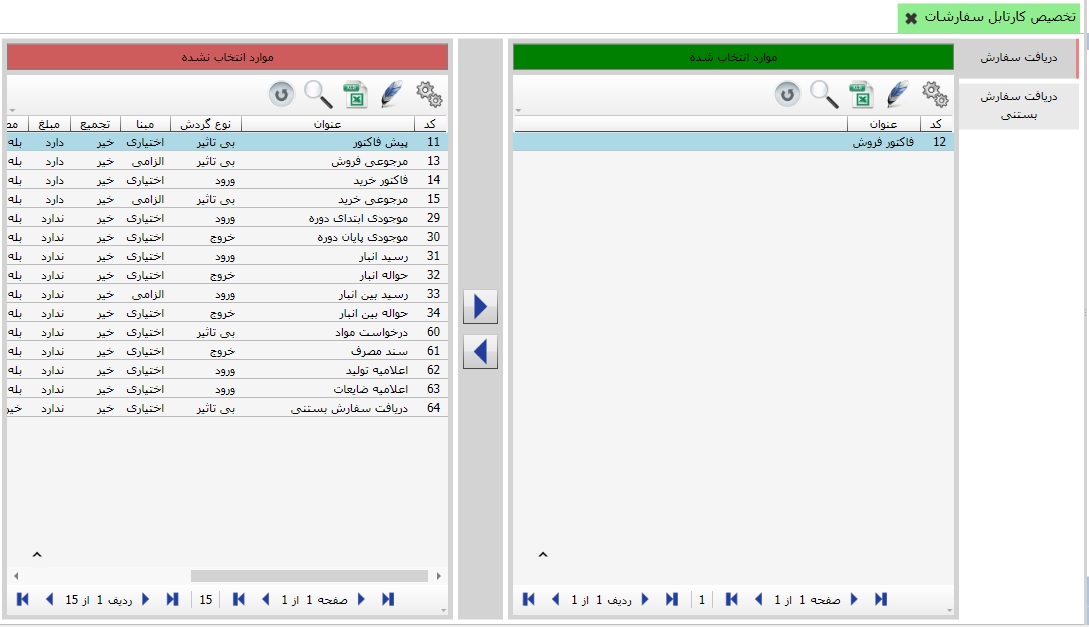 تخصیص کارتابل سفارشات
دریافت سفارش
دریافت سفارش
بستنی
موارد انتخاب شده
کد عنوان
12 فاکتور فروش
صفحه 1 از 1 1 ردیف 1 از 1
موارد انتخاب نشده
کد عنوان نوع گردش مبنا تجمیع مبلغ
11 پیش فاکتور بی تاثیر اختیاری خیر دارد بله
13 مرجوعی فروش بی تاثیر الزامی خیر دارد بله
14 فاکتور خرید ورود اختیاری خیر دارد بله
15 مرجوعی خرید بی تاثیر الزامی خیر دارد بله
29 موجودی ابتدای دوره ورود اختیاری خیر ندارد بله
30 موجودی پایان دوره خروج اختیاری خیر ندارد بله
31 رسید انبار ورود اختیاری خیر ندارد بله
32 حواله انبار خروج اختیاری خیر ندارد بله
33 رسید بین انبار ورود الزامی خیر ندارد بله
34 حواله بین انبار خروج اختیاری خیر ندارد بله
60 درخواست مواد بی تاثیر اختیاری خیر ندارد بله
61 سند مصرف خروج اختیاری خیر ندارد بله
62 اعلامیه تولید ورود اختیاری خیر ندارد بله
63 اعلامیه ضایعات ورود اختیاری خیر ندارد بله
64 دریافت سفارش بستنی بی تاثیر اختیاری خیر ندارد خیر
صفحه 1 از 1 15 ردیف 1 از 15